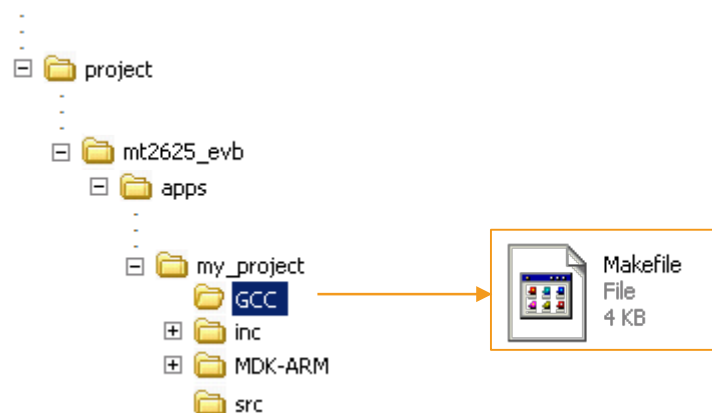 project
mt2625_evb
apps
my_project
GCC
inc
MDK-ARM
src
Makefile
File
4 KB